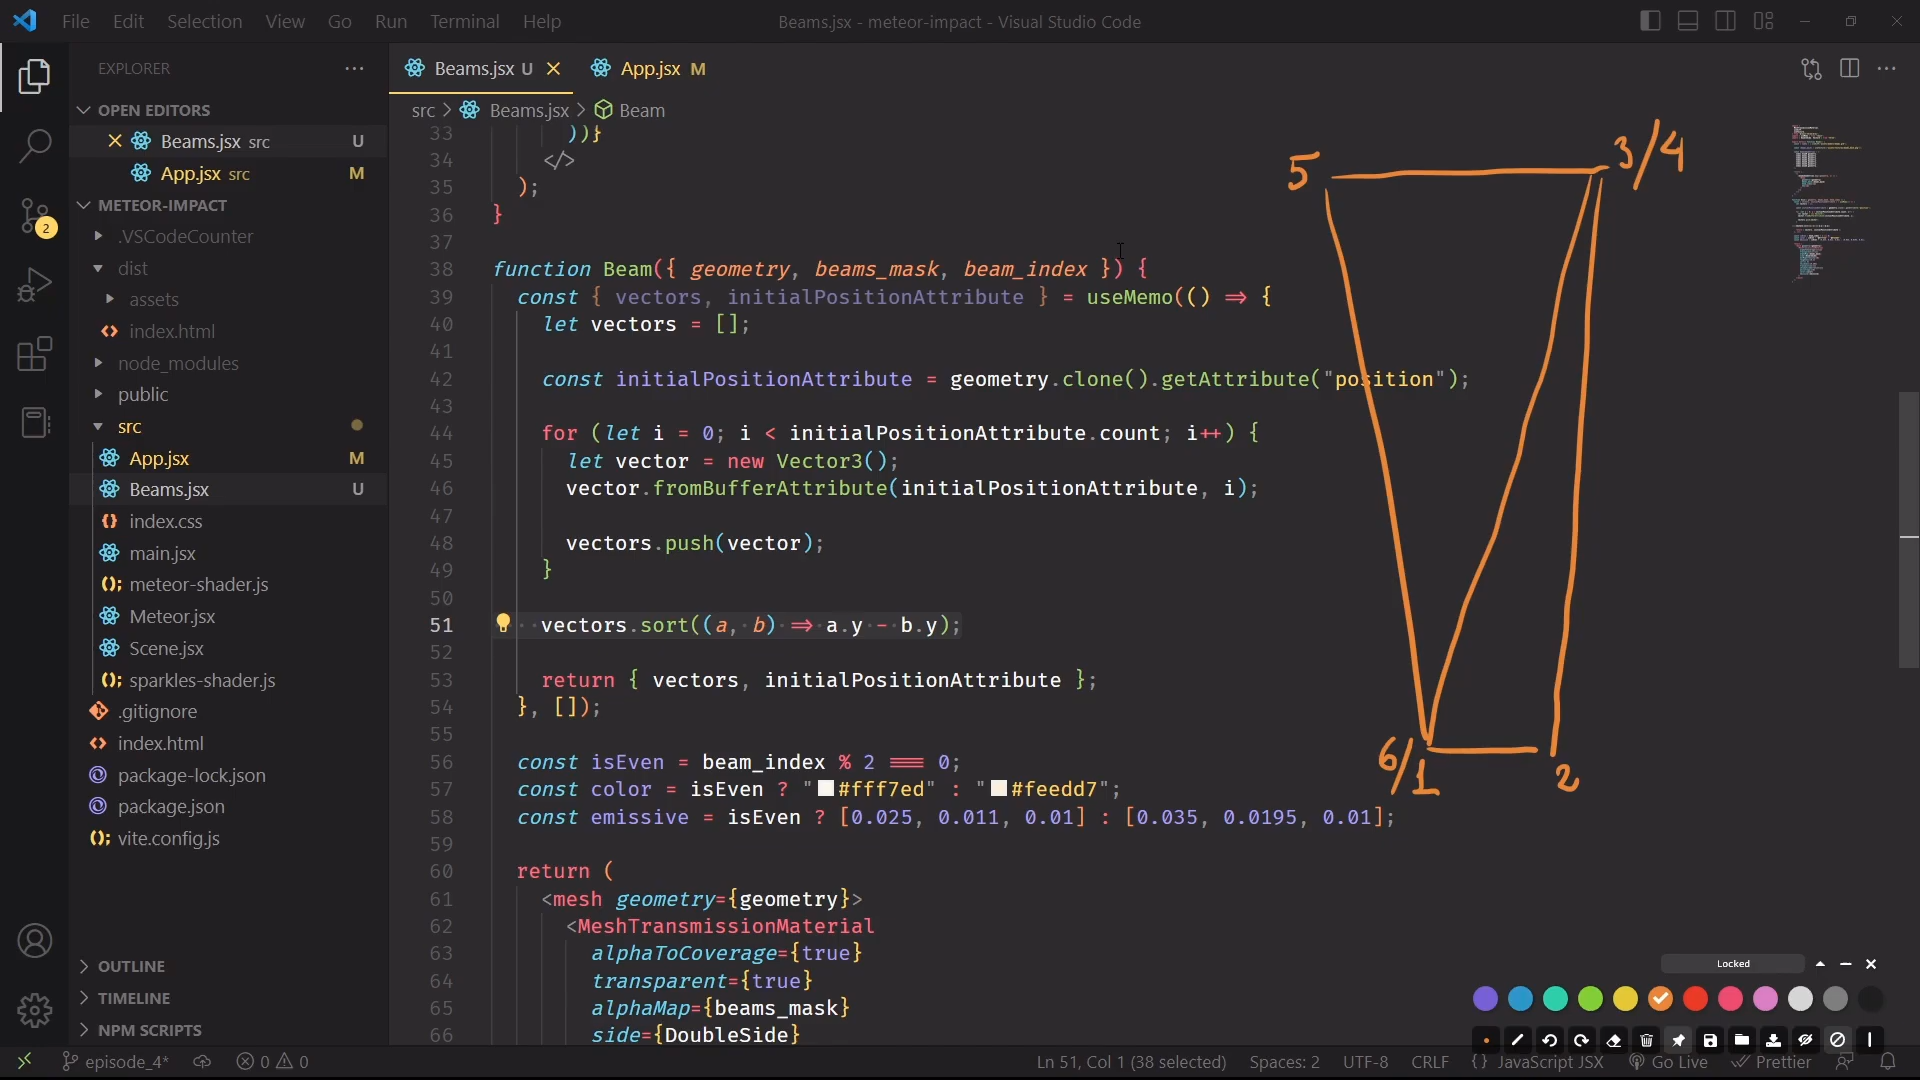 File Edit Selection View Go Run Terminal Help
Beams.jsx - meteor-impact - Visual Studio Code
EXPLORER
OPEN EDITORS
Beams.jsx src U
App.jsx src M
METEOR-IMPACT
.VSCodeCounter
dist
assets
index.html
node_modules
public
src
App.jsx M
Beams.jsx U
index.css
main.jsx
meteor-shader.js
Meteor.jsx
Scene.jsx
sparkles-shader.js
.gitignore
index.html
package-lock.json
package.json
vite.config.js
OUTLINE
TIMELINE
NPM SCRIPTS
2
Beams.jsx U
App.jsx M
src > Beams.jsx > Beam
33 ))}
34 </>
35 );
36 }
37
38 function Beam({ geometry, beams_mask, beam_index }) {
39 const { vectors, initialPositionAttribute } = useMemo(() => {
40 let vectors = [];
41
42 const initialPositionAttribute = geometry.clone().getAttribute("position");
43
44 for (let i = 0; i < initialPositionAttribute.count; i++) {
45 let vector = new Vector3();
46 vector.fromBufferAttribute(initialPositionAttribute, i);
47
48 vectors.push(vector);
49 }
50
51 vectors.sort((a, b) => a.y - b.y);
52
53 return { vectors, initialPositionAttribute };
54 }, []);
55
56 const isEven = beam_index % 2 === 0;
57 const color = isEven ? "#fff7ed" : "#feedd7";
58 const emissive = isEven ? [0.025, 0.011, 0.01] : [0.035, 0.0195, 0.01];
59
60 return (
61 <mesh geometry={geometry}>
62 <MeshTransmissionMaterial
63 alphaToCoverage={true}
64 transparent={true}
65 alphaMap={beams_mask}
66 side={DoubleSide}
5
3/4
6/1
2
Locked
episode_4*
0
0
Ln 51, Col 1 (38 selected)
Spaces: 2
UTF-8
CRLF
{ } JavaScript JSX
Go Live
Prettier